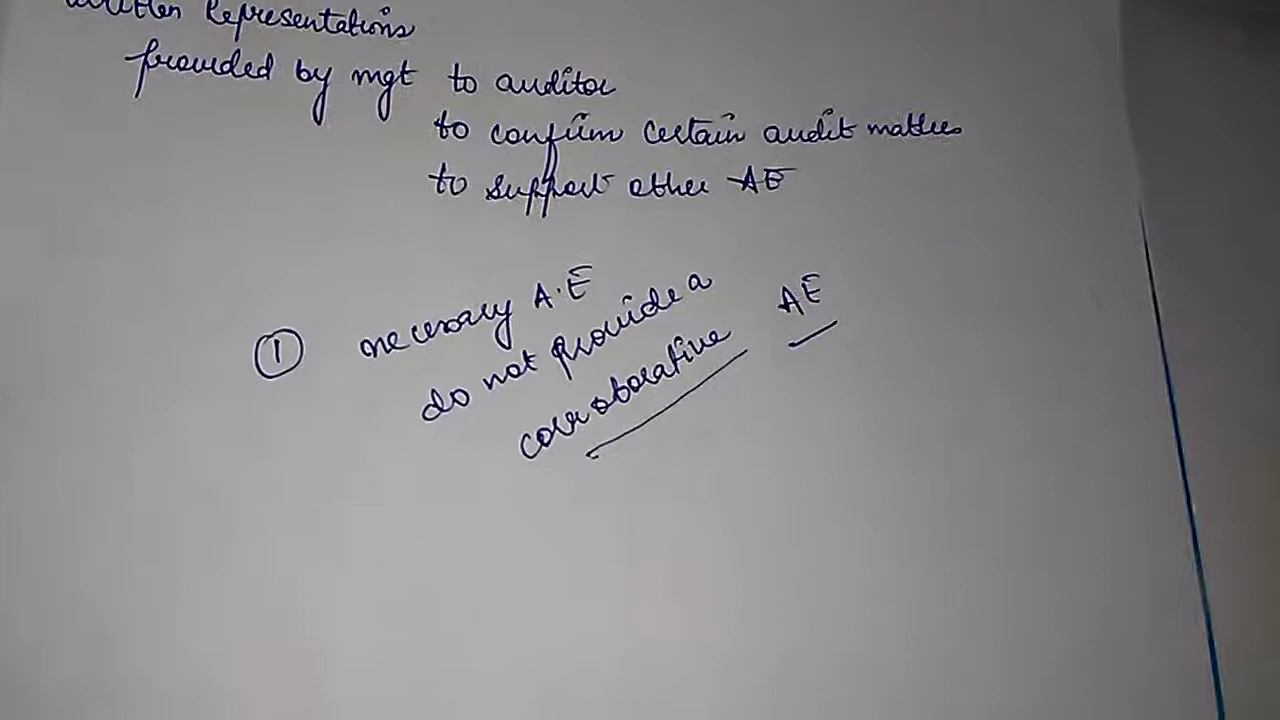 written Representations
provided by mgt to auditor
to confirm certain audit matters
to support other AE
① necessary A.E
do not provide a
corroborative AE